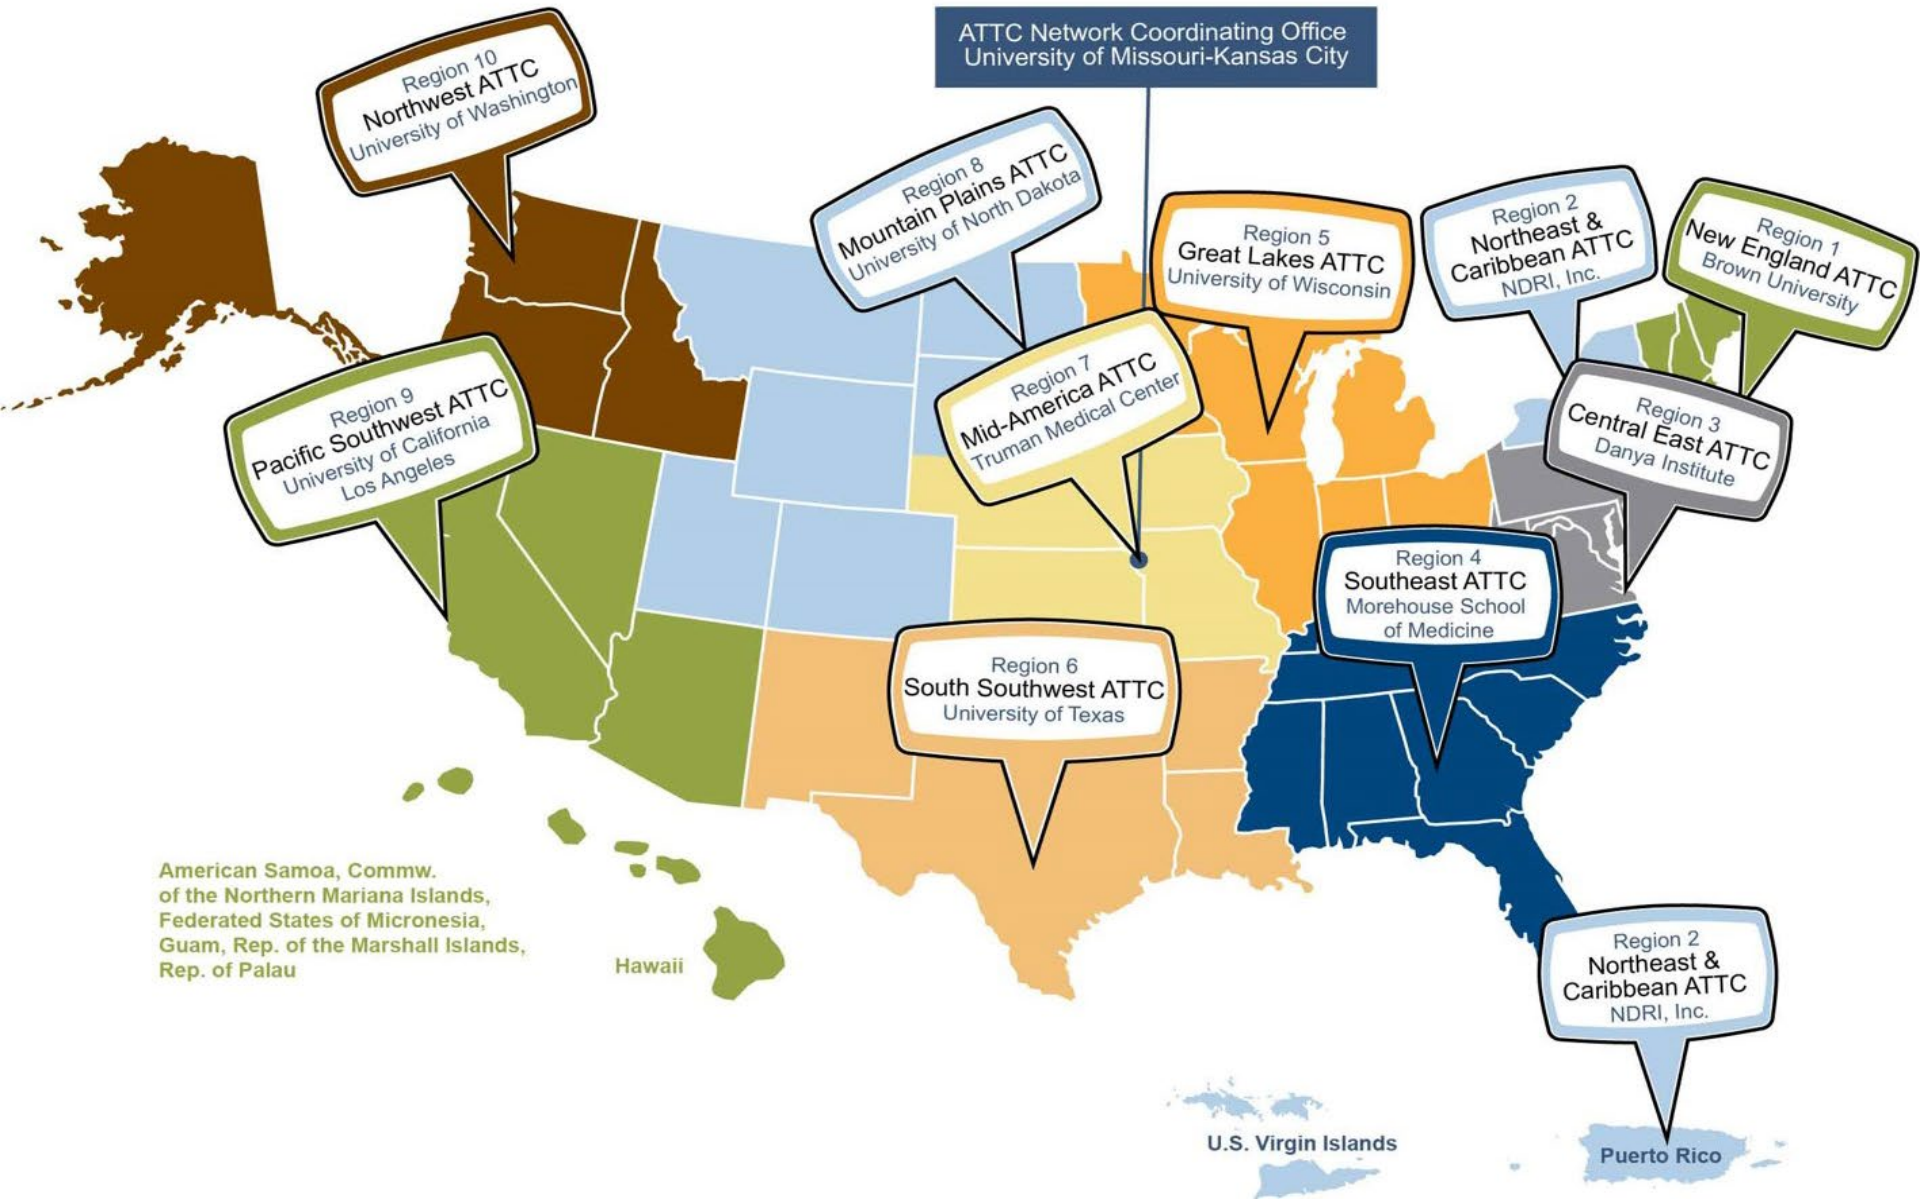 ATTC Network Coordinating Office
University of Missouri-Kansas City
Region 10
Northwest ATTC
University of Washington
Region 8
Mountain Plains ATTC
University of North Dakota
Region 5
Great Lakes ATTC
University of Wisconsin
Region 2
Northeast &
Caribbean ATTC
NDRI, Inc.
Region 1
New England ATTC
Brown University
Region 9
Pacific Southwest ATTC
University of California
Los Angeles
Region 7
Mid-America ATTC
Truman Medical Center
Region 3
Central East ATTC
Danya Institute
Region 4
Southeast ATTC
Morehouse School
of Medicine
Region 6
South Southwest ATTC
University of Texas
American Samoa, Commw.
of the Northern Mariana Islands,
Federated States of Micronesia,
Guam, Rep. of the Marshall Islands,
Rep. of Palau
Hawaii
Region 2
Northeast &
Caribbean ATTC
NDRI, Inc.
U.S. Virgin Islands
Puerto Rico